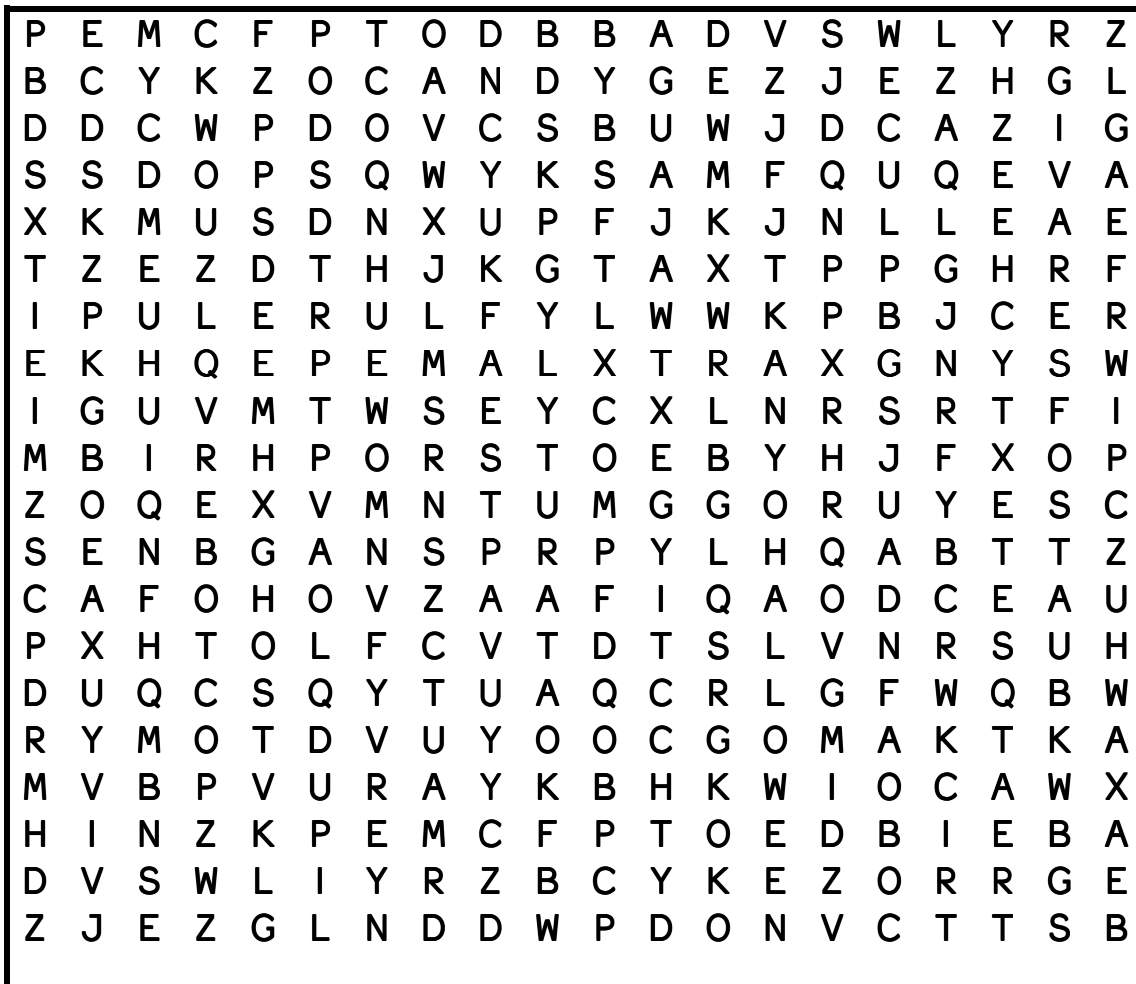 P E M C F P T O D B B A D V S W L Y R Z
B C Y K Z O C A N D Y G E Z J E Z H G L
D D C W P D O V C S B U W J D C A Z I G
S S D O P S Q W Y K S A M F Q U Q E V A
X K M U S D N X U P F J K J N L L E A E
T Z E Z D T H J K G T A X T P P G H R F
I P U L E R U L F Y L W W K P B J C E R
E K H Q E P E M A L X T R A X G N Y S W
I G U V M T W S E Y C X L N R S R T F I
M B I R H P O R S T O E B Y H J F X O P
Z O Q E X V M N T U M G G O R U Y E S C
S E N B G A N S P R P Y L H Q A B T T Z
C A F O H O V Z A A F I Q A O D C E A U
P X H T O L F C V T D T S L V N R S U H
D U Q C S Q Y T U A Q C R L G F W Q B W
R Y M O T D V U Y O O C G O M A K T K A
M V B P V U R A Y K B H K W I O C A W X
H I N Z K P E M C F P T O E D B I E B A
D V S W L I Y R Z B C Y K E Z O R R G E
Z J E Z G L N D D W P D O N V C T T S B